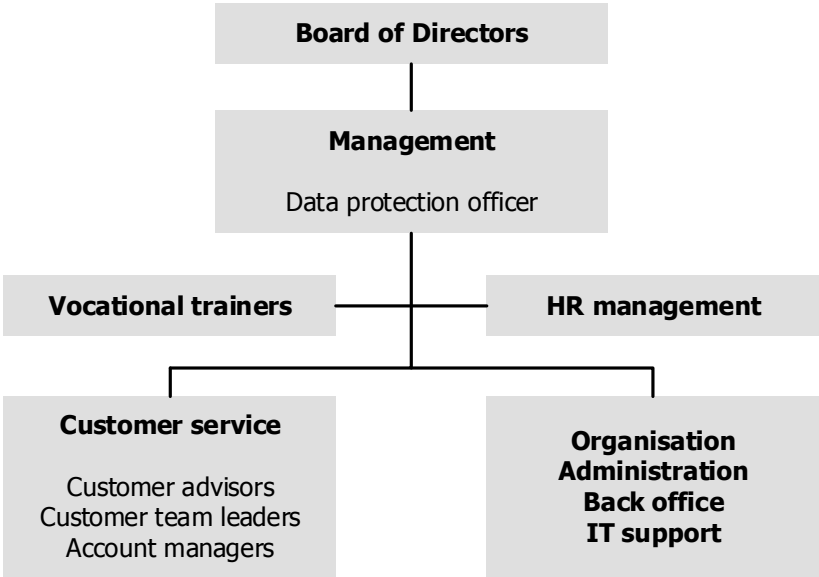 Board of Directors
Management
Data protection officer
Vocational trainers
HR management
Customer service
Customer advisors
Customer team leaders
Account managers
Organisation
Administration
Back office
IT support